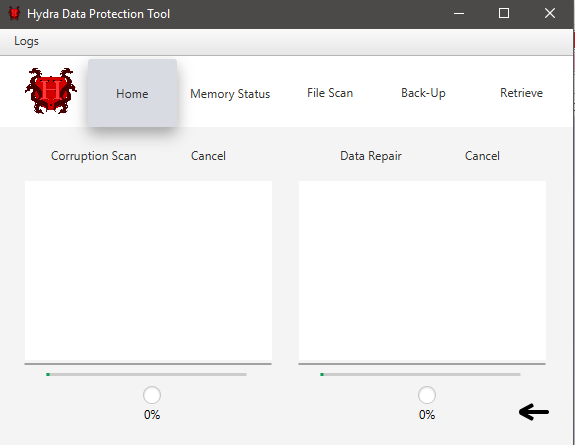 Hydra Data Protection Tool
Logs
H Home Memory Status File Scan Back-Up Retrieve
Corruption Scan Cancel Data Repair Cancel
0% 0%